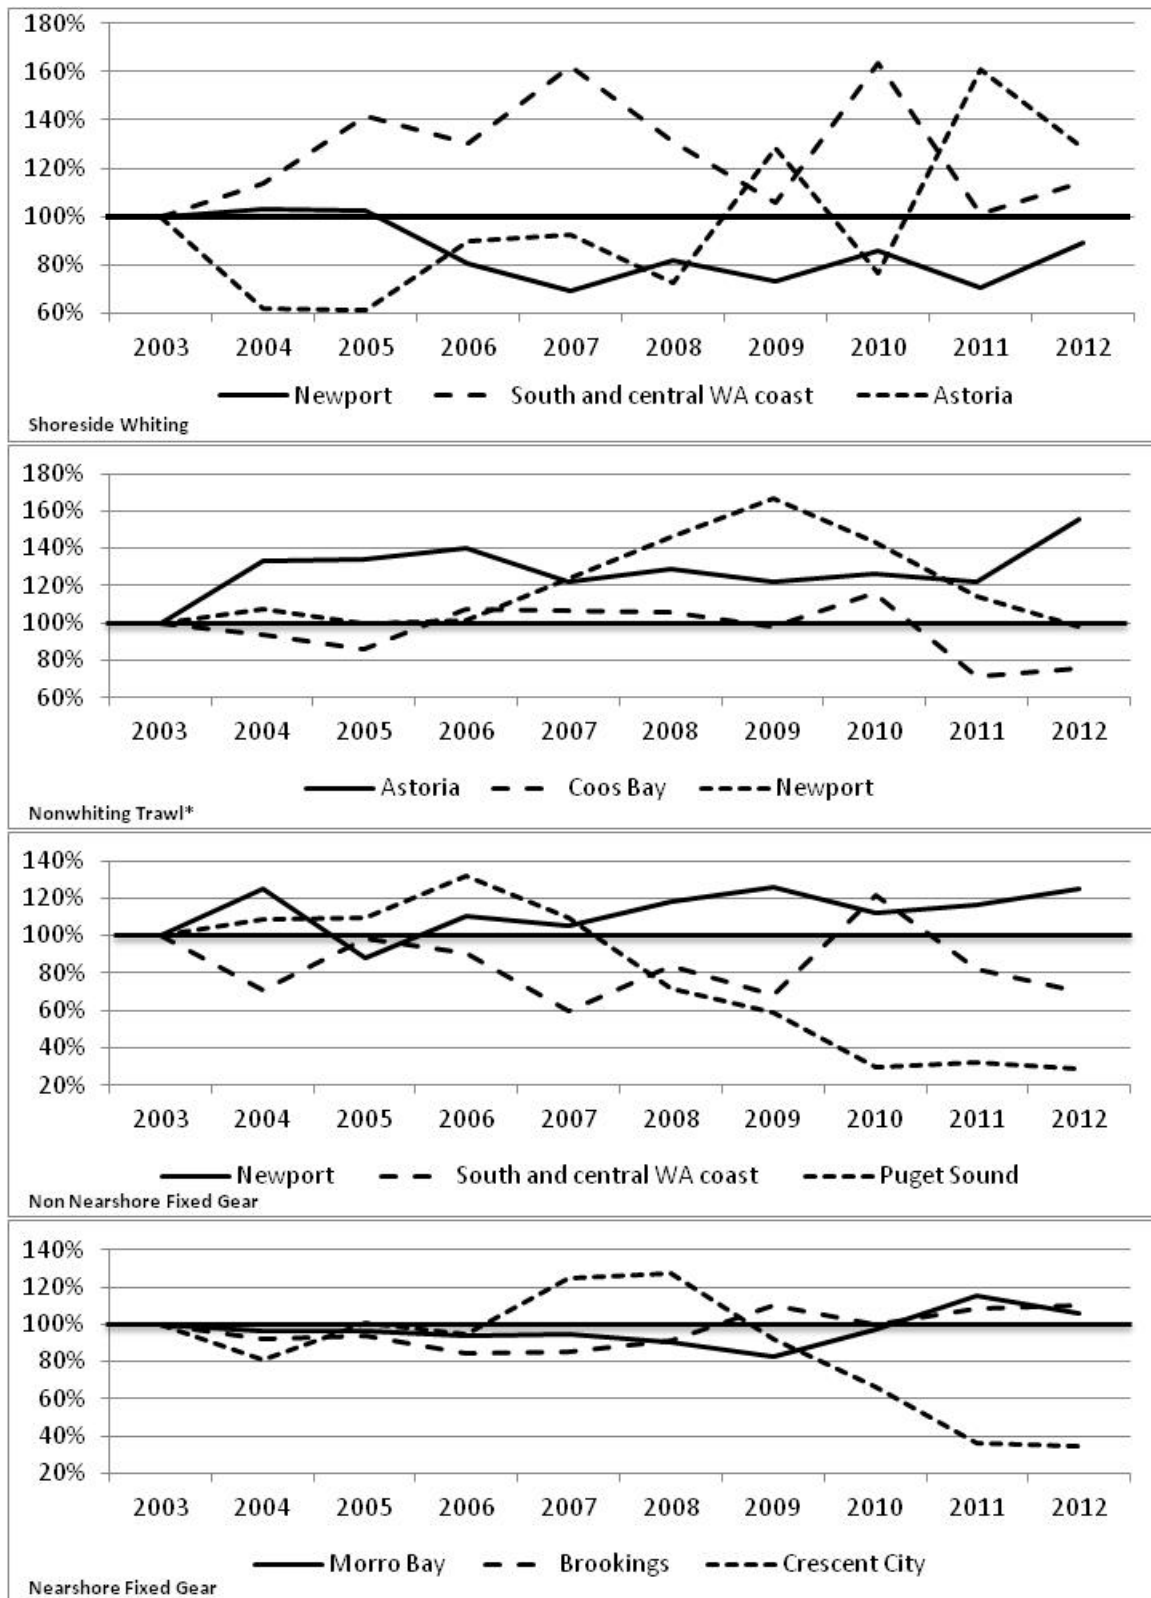 180%
160%
140%
120%
100%
80%
60%
2003 2004 2005 2006 2007 2008 2009 2010 2011 2012
Newport South and central WA coast Astoria
Shoreside Whiting
180%
160%
140%
120%
100%
80%
60%
2003 2004 2005 2006 2007 2008 2009 2010 2011 2012
Astoria Coos Bay Newport
Nonwhiting Trawl*
140%
120%
100%
80%
60%
40%
20%
2003 2004 2005 2006 2007 2008 2009 2010 2011 2012
Newport South and central WA coast Puget Sound
Non Nearshore Fixed Gear
140%
120%
100%
80%
60%
40%
20%
2003 2004 2005 2006 2007 2008 2009 2010 2011 2012
Morro Bay Brookings Crescent City
Nearshore Fixed Gear